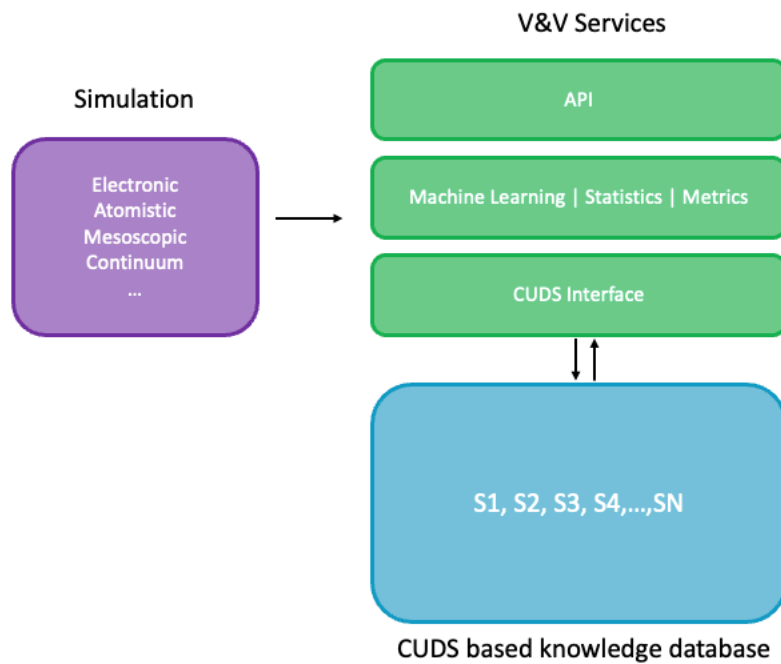 V&V Services
Simulation
API
Electronic
Atomistic
Mesoscopic
Continuum
...
Machine Learning | Statistics | Metrics
CUDS Interface
S1, S2, S3, S4,...,SN
CUDS based knowledge database